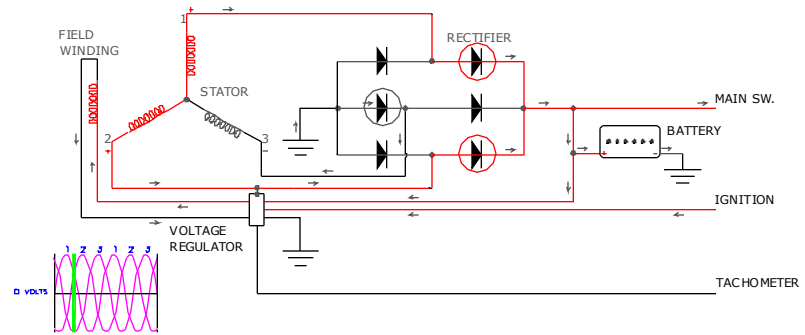 FIELD
WINDING
1
+
RECTIFIER
STATOR
MAIN SW.
BATTERY
+ -
2
+
3
-
IGNITION
VOLTAGE
REGULATOR
1 2 3 1 2 3
0 VOLTS
TACHOMETER